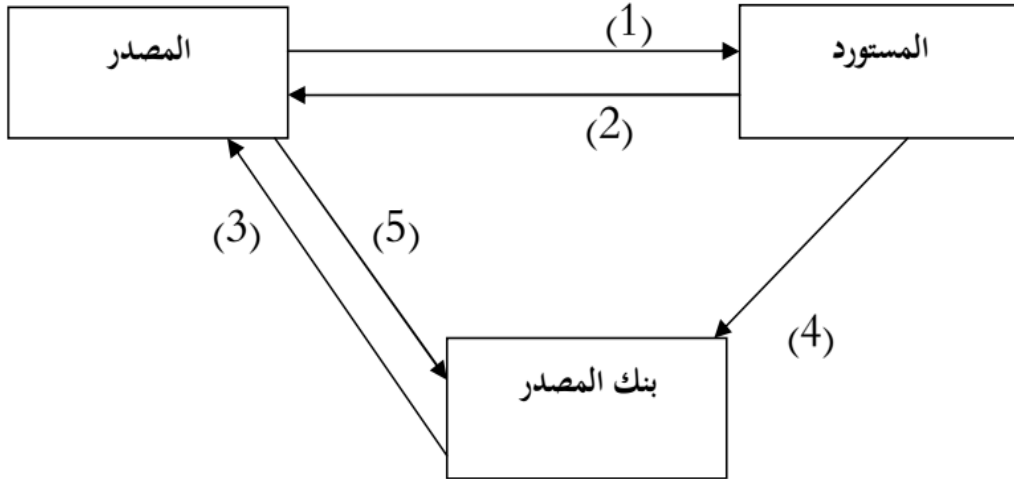 المصدر
(1)
المستورد
(2)
(3)
(5)
(4)
بنك المصدر